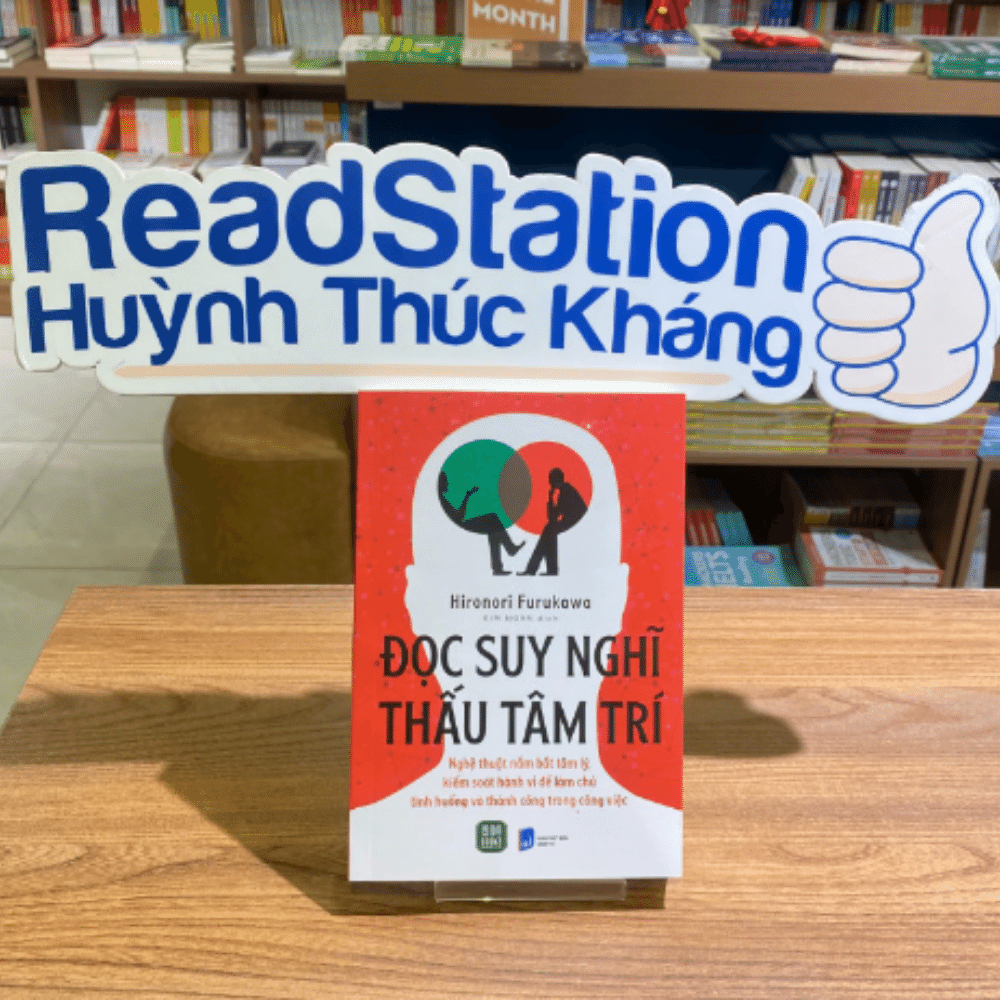 MONTH
ReadStation
Huỳnh Thúc Kháng
Hironori Furukawa
ĐỌC SUY NGHĨ
THẤU TÂM TRÍ
Nghệ thuật nắm bắt tâm lý,
kiểm soát hành vi để làm chủ
tình huống và thành công trong công việc